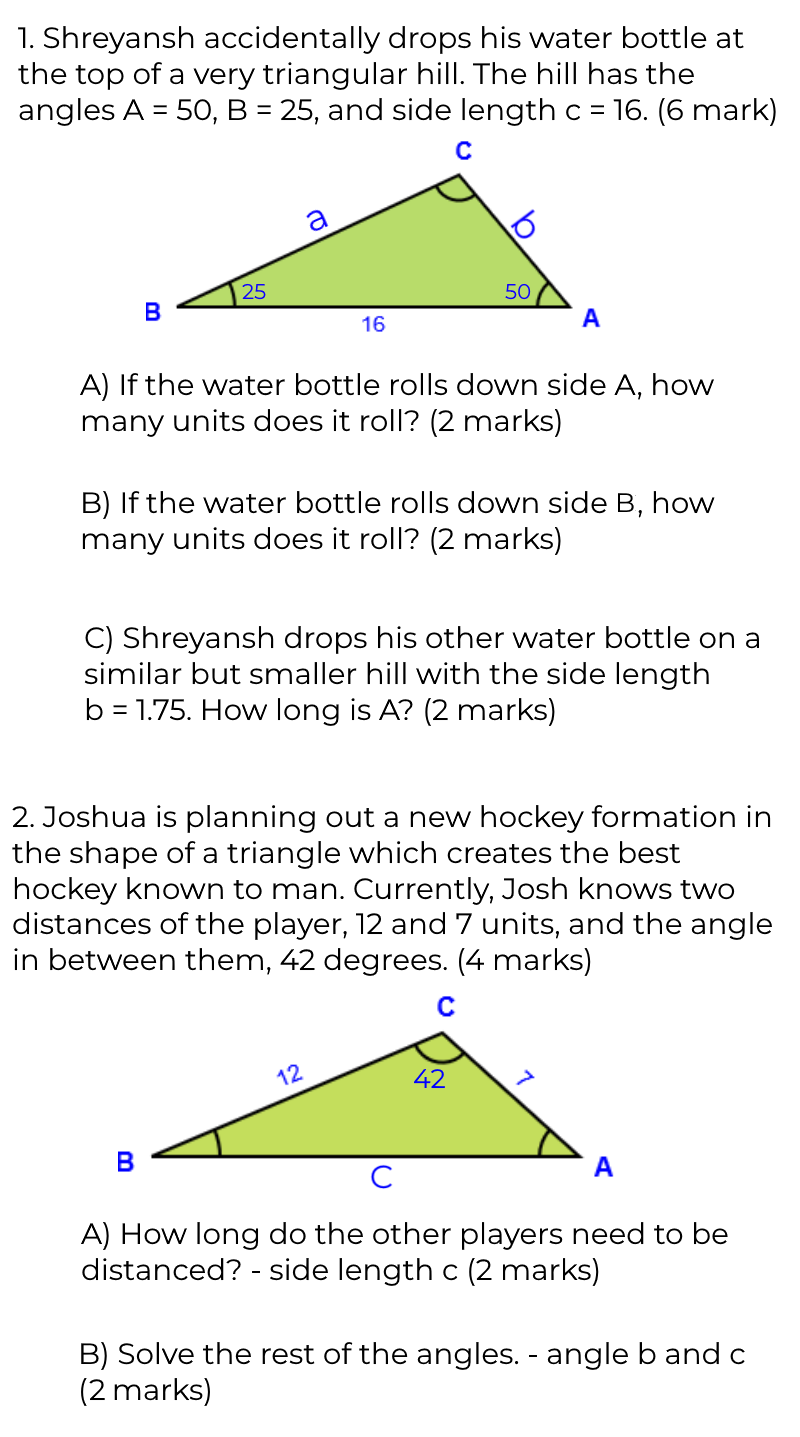 1. Shreyansh accidentally drops his water bottle at
the top of a very triangular hill. The hill has the
angles A = 50, B = 25, and side length c = 16. (6 mark)
C
a
b
25
50
B
A
16
A) If the water bottle rolls down side A, how
many units does it roll? (2 marks)
B) If the water bottle rolls down side B, how
many units does it roll? (2 marks)
C) Shreyansh drops his other water bottle on a
similar but smaller hill with the side length
b = 1.75. How long is A? (2 marks)
2. Joshua is planning out a new hockey formation in
the shape of a triangle which creates the best
hockey known to man. Currently, Josh knows two
distances of the player, 12 and 7 units, and the angle
in between them, 42 degrees. (4 marks)
C
12
42
7
B
A
C
A) How long do the other players need to be
distanced? - side length c (2 marks)
B) Solve the rest of the angles. - angle b and c
(2 marks)